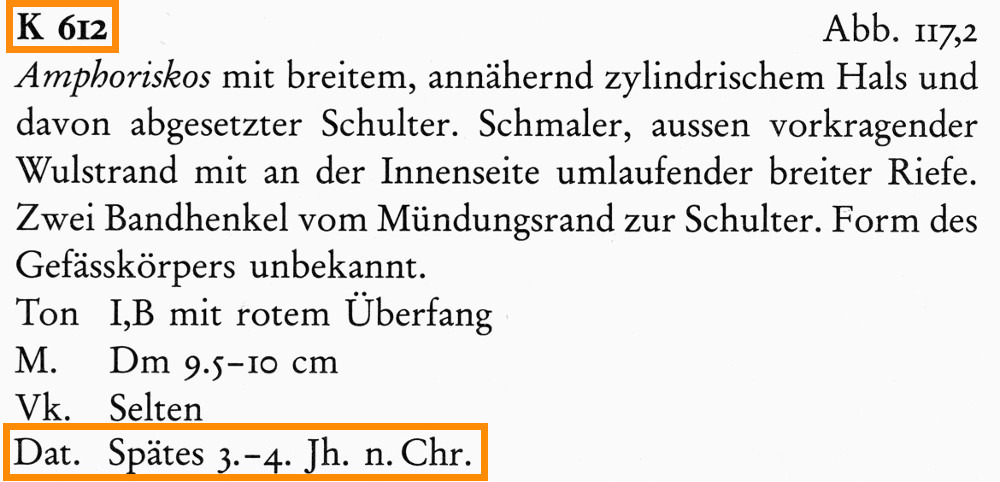 K 612 Abb. 117,2
Amphoriskos mit breitem, annähernd zylindrischem Hals und
davon abgesetzter Schulter. Schmaler, aussen vorkragender
Wulstrand mit an der Innenseite umlaufender breiter Riefe.
Zwei Bandhenkel vom Mündungsrand zur Schulter. Form des
Gefässkörpers unbekannt.
Ton I,B mit rotem Überfang
M. Dm 9.5–10 cm
Vk. Selten
Dat. Spätes 3.–4. Jh. n. Chr.